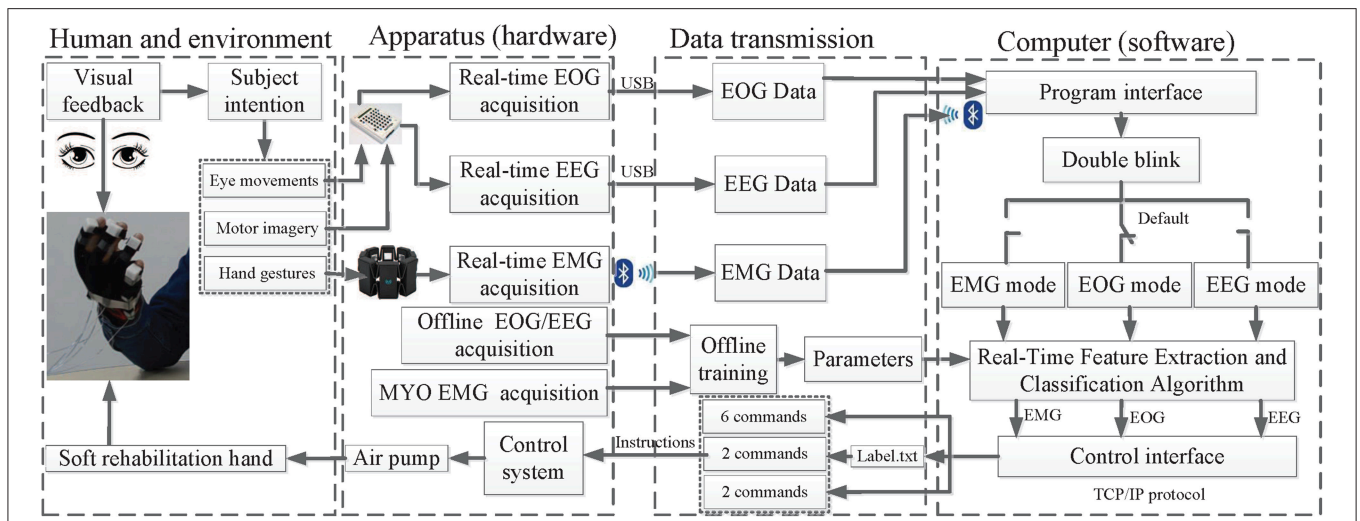 Human and environment
Visual
feedback
Subject
intention
Eye movements
Motor imagery
Hand gestures
Soft rehabilitation hand
Apparatus (hardware)
Real-time EOG
acquisition
Real-time EEG
acquisition
Real-time EMG
acquisition
Offline EOG/EEG
acquisition
MYO EMG acquisition
Control
system
Air pump
Data transmission
USB
EOG Data
USB
EEG Data
EMG Data
Offline
training
Parameters
6 commands
2 commands
2 commands
Instructions
Label.txt
Computer (software)
Program interface
Double blink
Default
EMG mode
EOG mode
EEG mode
Real-Time Feature Extraction and
Classification Algorithm
EMG
EOG
EEG
Control interface
TCP/IP protocol